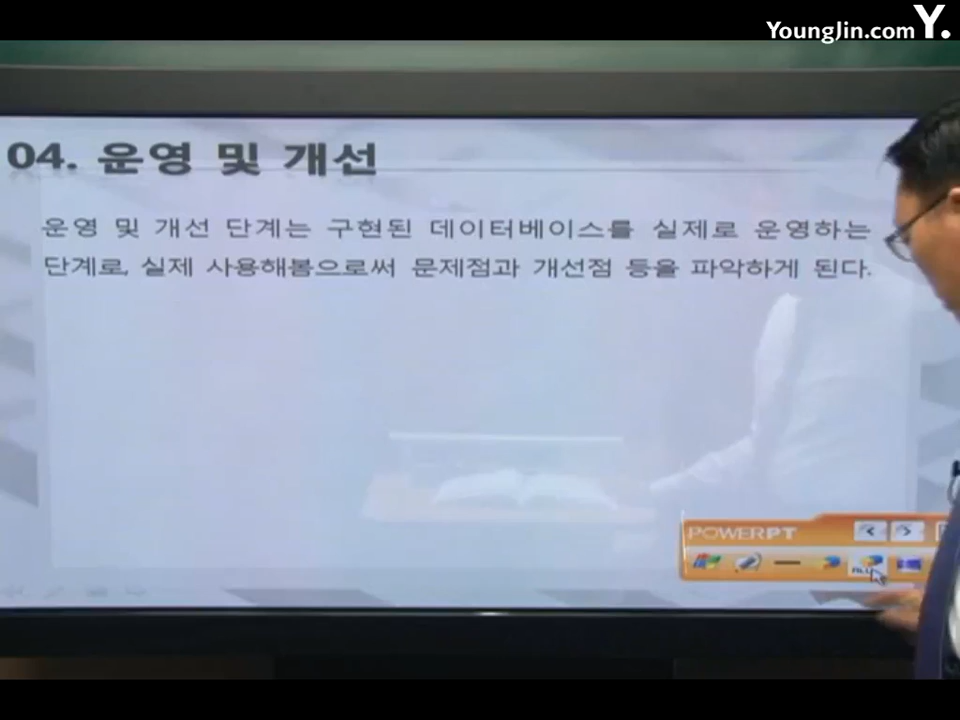 YoungJin.com Y.
04. 운영 및 개선
운영 및 개선 단계는 구현된 데이터베이스를 실제로 운영하는
단계로, 실제 사용해봄으로써 문제점과 개선점 등을 파악하게 된다.
POWERPT